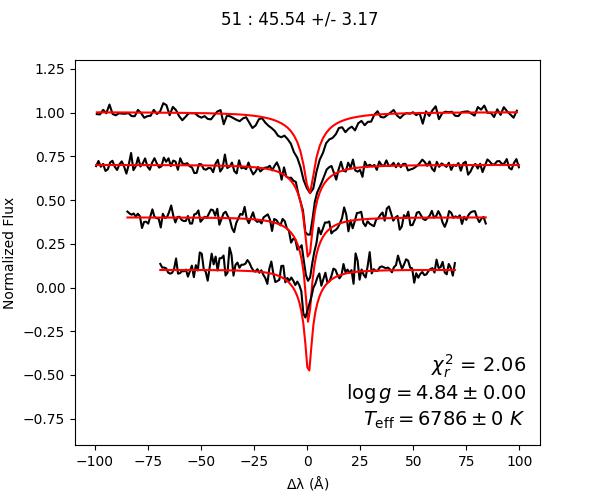 51 : 45.54 +/- 3.17
1.25
1.00
0.75
0.50
0.25
0.00
−0.25
−0.50
−0.75
Normalized Flux
χ²ᵣ = 2.06
log g = 4.84 ± 0.00
T_eff = 6786 ± 0 K
−100 −75 −50 −25 0 25 50 75 100
Δλ (Å)